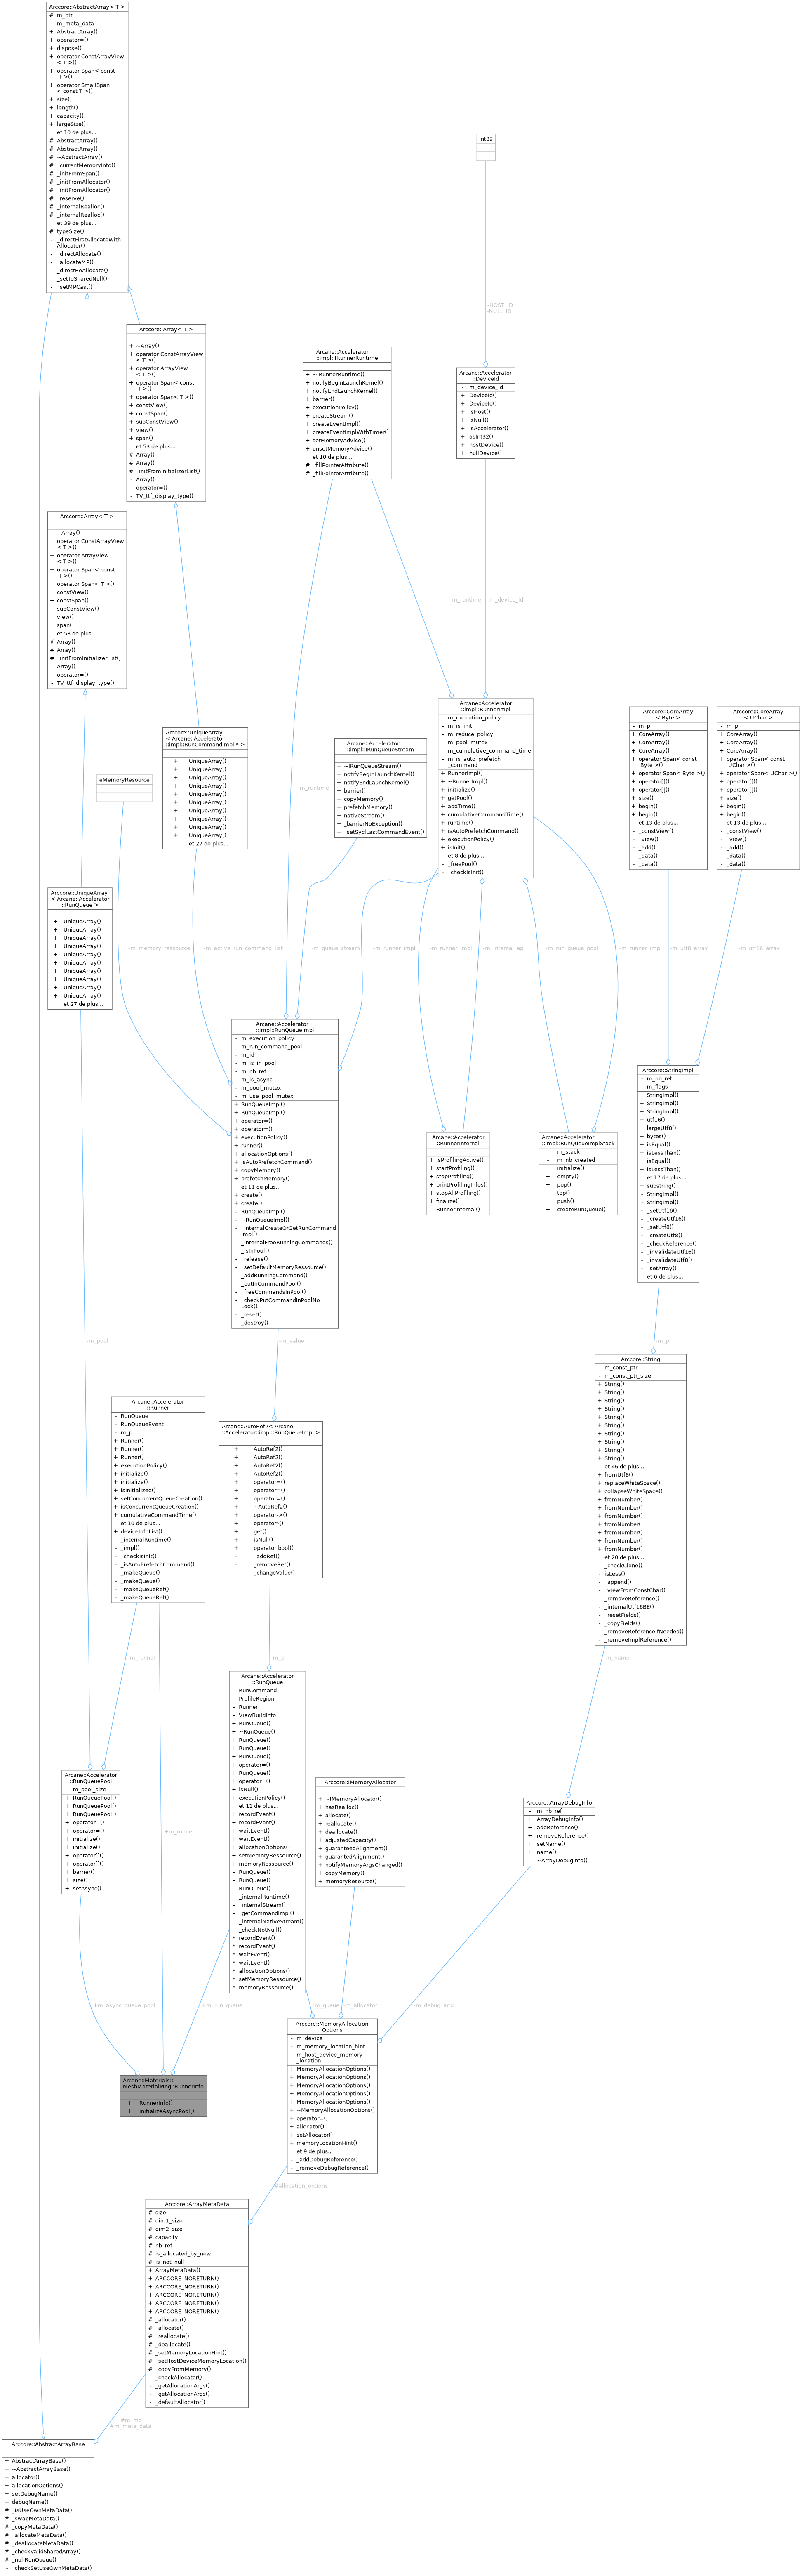 Arccore::AbstractArray< T >
# m_ptr
- m_meta_data
+ AbstractArray()
+ operator=()
+ dispose()
+ operator ConstArrayView
< T >()
+ operator Span< const
T >()
+ operator SmallSpan
< const T >()
+ size()
+ length()
+ capacity()
+ largeSize()
et 10 de plus...
# AbstractArray()
# AbstractArray()
# ~AbstractArray()
# _currentMemoryInfo()
# _initFromSpan()
# _initFromAllocator()
# _initFromAllocator()
# _reserve()
# _internalRealloc()
# _internalRealloc()
et 39 de plus...
# typeSize()
- _directFirstAllocateWith
Allocator()
- _directAllocate()
- _allocateMP()
- _directReAllocate()
- _setToSharedNull()
- _setMPCast()
Int32
-HOST_ID
-NULL_ID
Arccore::Array< T >
+ ~Array()
+ operator ConstArrayView
< T >()
+ operator ArrayView
< T >()
+ operator Span< const
T >()
+ operator Span< T >()
+ constView()
+ constSpan()
+ subConstView()
+ view()
+ span()
et 53 de plus...
# Array()
# Array()
# _initFromInitializerList()
- Array()
- operator=()
- TV_ttf_display_type()
Arcane::Accelerator
::impl::IRunnerRuntime
+ ~IRunnerRuntime()
+ notifyBeginLaunchKernel()
+ notifyEndLaunchKernel()
+ barrier()
+ executionPolicy()
+ createStream()
+ createEventImpl()
+ createEventImplWithTimer()
+ setMemoryAdvice()
+ unsetMemoryAdvice()
et 10 de plus...
# _fillPointerAttribute()
# _fillPointerAttribute()
Arcane::Accelerator
::DeviceId
- m_device_id
+ DeviceId()
+ DeviceId()
+ isHost()
+ isNull()
+ isAccelerator()
+ asInt32()
+ hostDevice()
+ nullDevice()
Arccore::Array< T >
+ ~Array()
+ operator ConstArrayView
< T >()
+ operator ArrayView
< T >()
+ operator Span< const
T >()
+ operator Span< T >()
+ constView()
+ constSpan()
+ subConstView()
+ view()
+ span()
et 53 de plus...
# Array()
# Array()
# _initFromInitializerList()
- Array()
- operator=()
- TV_ttf_display_type()
-m_runtime
-m_device_id
Arcane::Accelerator
::impl::RunnerImpl
- m_execution_policy
- m_is_init
- m_reduce_policy
- m_pool_mutex
- m_cumulative_command_time
- m_is_auto_prefetch
_command
+ RunnerImpl()
+ ~RunnerImpl()
+ initialize()
+ getPool()
+ addTime()
+ cumulativeCommandTime()
+ runtime()
+ isAutoPrefetchCommand()
+ executionPolicy()
+ isInit()
et 8 de plus...
- _freePool()
- _checkIsInit()
Arccore::CoreArray
< Byte >
- m_p
+ CoreArray()
+ CoreArray()
+ CoreArray()
+ operator Span< const
Byte >()
+ operator Span< Byte >()
+ operator[]()
+ operator[]()
+ size()
+ begin()
+ begin()
et 13 de plus...
- _constView()
- _view()
- _add()
- _data()
- _data()
Arccore::CoreArray
< UChar >
- m_p
+ CoreArray()
+ CoreArray()
+ CoreArray()
+ operator Span< const
UChar >()
+ operator Span< UChar >()
+ operator[]()
+ operator[]()
+ size()
+ begin()
+ begin()
et 13 de plus...
- _constView()
- _view()
- _add()
- _data()
- _data()
Arccore::UniqueArray
< Arcane::Accelerator
::impl::RunCommandImpl * >
+ UniqueArray()
+ UniqueArray()
+ UniqueArray()
+ UniqueArray()
+ UniqueArray()
+ UniqueArray()
+ UniqueArray()
+ UniqueArray()
+ UniqueArray()
+ UniqueArray()
et 27 de plus...
Arcane::Accelerator
::impl::IRunQueueStream
+ ~IRunQueueStream()
+ notifyBeginLaunchKernel()
+ notifyEndLaunchKernel()
+ barrier()
+ copyMemory()
+ prefetchMemory()
+ nativeStream()
+ _barrierNoException()
+ _setSyclLastCommandEvent()
eMemoryResource
-m_runtime
Arccore::UniqueArray
< Arcane::Accelerator
::RunQueue >
+ UniqueArray()
+ UniqueArray()
+ UniqueArray()
+ UniqueArray()
+ UniqueArray()
+ UniqueArray()
+ UniqueArray()
+ UniqueArray()
+ UniqueArray()
+ UniqueArray()
et 27 de plus...
-m_memory_ressource
-m_active_run_command_list
-m_queue_stream
-m_runner_impl
-m_runner_impl
-m_internal_api
-m_run_queue_pool
-m_runner_impl
-m_utf8_array
-m_utf16_array
Arcane::Accelerator
::impl::RunQueueImpl
- m_execution_policy
- m_run_command_pool
- m_id
- m_is_in_pool
- m_nb_ref
- m_is_async
- m_pool_mutex
- m_use_pool_mutex
+ RunQueueImpl()
+ RunQueueImpl()
+ operator=()
+ operator=()
+ executionPolicy()
+ runner()
+ allocationOptions()
+ isAutoPrefetchCommand()
+ copyMemory()
+ prefetchMemory()
et 11 de plus...
+ create()
+ create()
- RunQueueImpl()
- ~RunQueueImpl()
- _internalCreateOrGetRunCommand
Impl()
- _internalFreeRunningCommands()
- _isInPool()
- _release()
- _setDefaultMemoryRessource()
- _addRunningCommand()
- _putInCommandPool()
- _freeCommandsInPool()
- _checkPutCommandInPoolNo
Lock()
- _reset()
- _destroy()
Arcane::Accelerator
::RunnerInternal
+ isProfilingActive()
+ startProfiling()
+ stopProfiling()
+ printProfilingInfos()
+ stopAllProfiling()
+ finalize()
- RunnerInternal()
Arcane::Accelerator
::impl::RunQueueImplStack
- m_stack
- m_nb_created
+ initialize()
+ empty()
+ pop()
+ top()
+ push()
+ createRunQueue()
Arccore::StringImpl
- m_nb_ref
- m_flags
+ StringImpl()
+ StringImpl()
+ StringImpl()
+ utf16()
+ largeUtf8()
+ bytes()
+ isEqual()
+ isLessThan()
+ isEqual()
+ isLessThan()
et 17 de plus...
+ substring()
- StringImpl()
- StringImpl()
- _setUtf16()
- _createUtf16()
- _setUtf8()
- _createUtf8()
- _checkReference()
- _invalidateUtf16()
- _invalidateUtf8()
- _setArray()
et 6 de plus...
-m_pool
-m_value
-m_p
Arccore::String
- m_const_ptr
- m_const_ptr_size
+ String()
+ String()
+ String()
+ String()
+ String()
+ String()
+ String()
+ String()
+ String()
+ String()
et 46 de plus...
+ fromUtf8()
+ replaceWhiteSpace()
+ collapseWhiteSpace()
+ fromNumber()
+ fromNumber()
+ fromNumber()
+ fromNumber()
+ fromNumber()
+ fromNumber()
+ fromNumber()
et 20 de plus...
- _checkClone()
- isLess()
- _append()
- _viewFromConstChar()
- _removeReference()
- _internalUtf16BE()
- _resetFields()
- _copyFields()
- _removeReferenceIfNeeded()
- _removeImplReference()
Arcane::Accelerator
::Runner
- RunQueue
- RunQueueEvent
- m_p
+ Runner()
+ Runner()
+ Runner()
+ executionPolicy()
+ initialize()
+ initialize()
+ isInitialized()
+ setConcurrentQueueCreation()
+ isConcurrentQueueCreation()
+ cumulativeCommandTime()
et 10 de plus...
+ deviceInfoList()
- _internalRuntime()
- _impl()
- _checkIsInit()
- _isAutoPrefetchCommand()
- _makeQueue()
- _makeQueue()
- _makeQueueRef()
- _makeQueueRef()
Arccore::AutoRef2< Arcane
::Accelerator::impl::RunQueueImpl >
+ AutoRef2()
+ AutoRef2()
+ AutoRef2()
+ AutoRef2()
+ operator=()
+ operator=()
+ operator=()
+ ~AutoRef2()
+ operator->()
+ operator*()
+ get()
+ isNull()
+ operator bool()
- _addRef()
- _removeRef()
- _changeValue()
-m_runner
-m_p
-m_name
Arcane::Accelerator
::RunQueue
- RunCommand
- ProfileRegion
- Runner
- ViewBuildInfo
+ RunQueue()
+ ~RunQueue()
+ RunQueue()
+ RunQueue()
+ RunQueue()
+ operator=()
+ RunQueue()
+ operator=()
+ isNull()
+ executionPolicy()
et 11 de plus...
+ recordEvent()
+ recordEvent()
+ waitEvent()
+ waitEvent()
+ allocationOptions()
+ setMemoryRessource()
+ memoryRessource()
- RunQueue()
- RunQueue()
- RunQueue()
- _internalRuntime()
- _internalStream()
- _getCommandImpl()
- _internalNativeStream()
- _checkNotNull()
* recordEvent()
* recordEvent()
* waitEvent()
* waitEvent()
* allocationOptions()
* setMemoryRessource()
* memoryRessource()
Arcane::Accelerator
::RunQueuePool
- m_pool_size
+ RunQueuePool()
+ RunQueuePool()
+ RunQueuePool()
+ operator=()
+ operator=()
+ initialize()
+ initialize()
+ operator[]()
+ operator[]()
+ barrier()
+ size()
+ setAsync()
Arccore::IMemoryAllocator
+ ~IMemoryAllocator()
+ hasRealloc()
+ allocate()
+ reallocate()
+ deallocate()
+ adjustedCapacity()
+ guaranteedAlignment()
+ guarantedAlignment()
+ notifyMemoryArgsChanged()
+ copyMemory()
+ memoryResource()
Arccore::ArrayDebugInfo
- m_nb_ref
+ ArrayDebugInfo()
+ addReference()
+ removeReference()
+ setName()
+ name()
- ~ArrayDebugInfo()
+m_runner
+m_async_queue_pool
+m_run_queue
-m_queue
-m_allocator
-m_debug_info
Arccore::MemoryAllocation
Options
- m_device
- m_memory_location_hint
- m_host_device_memory
_location
+ MemoryAllocationOptions()
+ MemoryAllocationOptions()
+ MemoryAllocationOptions()
+ MemoryAllocationOptions()
+ MemoryAllocationOptions()
+ ~MemoryAllocationOptions()
+ operator=()
+ allocator()
+ setAllocator()
+ memoryLocationHint()
et 9 de plus...
- _addDebugReference()
- _removeDebugReference()
Arcane::Materials::
MeshMaterialMng::RunnerInfo
+ RunnerInfo()
+ initializeAsyncPool()
#allocation_options
Arccore::ArrayMetaData
# size
# dim1_size
# dim2_size
# capacity
# nb_ref
# is_allocated_by_new
# is_not_null
+ ArrayMetaData()
+ ARCCORE_NORETURN()
+ ARCCORE_NORETURN()
+ ARCCORE_NORETURN()
+ ARCCORE_NORETURN()
+ ARCCORE_NORETURN()
# _allocator()
# _allocate()
# _reallocate()
# _deallocate()
# _setMemoryLocationHint()
# _setHostDeviceMemoryLocation()
# _copyFromMemory()
- _checkAllocator()
- _getAllocationArgs()
- _getAllocationArgs()
- _defaultAllocator()
#m_md
#m_meta_data
Arccore::AbstractArrayBase
+ AbstractArrayBase()
+ ~AbstractArrayBase()
+ allocator()
+ allocationOptions()
+ setDebugName()
+ debugName()
# _isUseOwnMetaData()
# _swapMetaData()
# _copyMetaData()
# _allocateMetaData()
# _deallocateMetaData()
# _checkValidSharedArray()
# _nullRunQueue()
- _checkSetUseOwnMetaData()